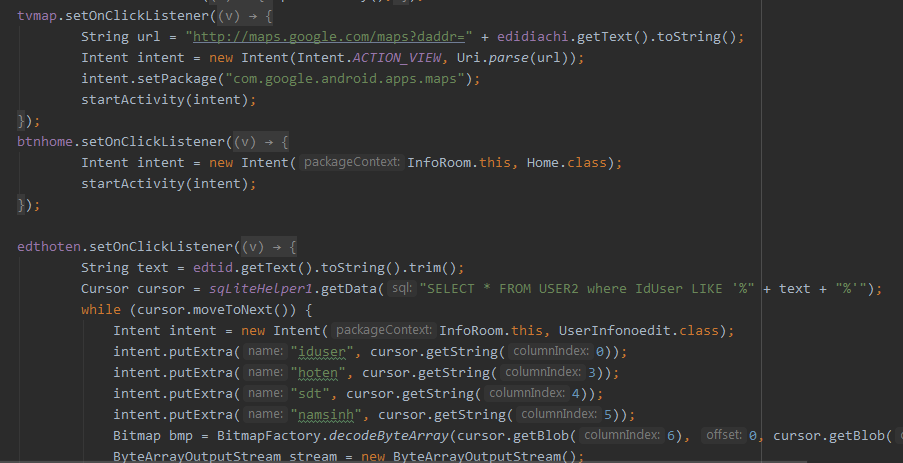 tvmap.setOnClickListener((v) → {
String url = "http://maps.google.com/maps?daddr=" + edidiachi.getText().toString();
Intent intent = new Intent(Intent.ACTION_VIEW, Uri.parse(url));
intent.setPackage("com.google.android.apps.maps");
startActivity(intent);
});
btnhome.setOnClickListener((v) → {
Intent intent = new Intent( packageContext: InfoRoom.this, Home.class);
startActivity(intent);
});
edthoten.setOnClickListener((v) → {
String text = edtid.getText().toString().trim();
Cursor cursor = sqLiteHelper1.getData( sql: "SELECT * FROM USER2 where IdUser LIKE '%" + text + "%'");
while (cursor.moveToNext()) {
Intent intent = new Intent( packageContext: InfoRoom.this, UserInfonoedit.class);
intent.putExtra( name: "iduser", cursor.getString( columnIndex: 0));
intent.putExtra( name: "hoten", cursor.getString( columnIndex: 3));
intent.putExtra( name: "sdt", cursor.getString( columnIndex: 4));
intent.putExtra( name: "namsinh", cursor.getString( columnIndex: 5));
Bitmap bmp = BitmapFactory.decodeByteArray(cursor.getBlob( columnIndex: 6), offset: 0, cursor.getBlob(
ByteArrayOutputStream stream = new ByteArrayOutputStream();